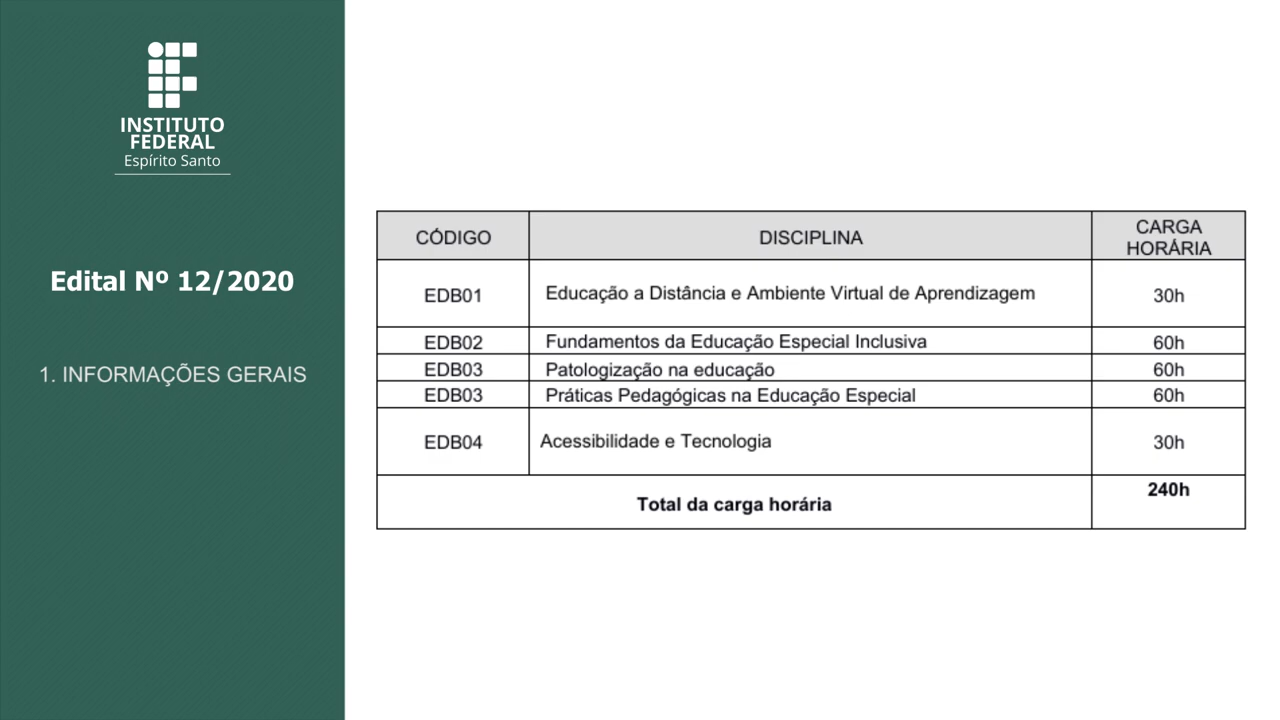 INSTITUTO
FEDERAL
Espírito Santo
Edital Nº 12/2020
1. INFORMAÇÕES GERAIS
CÓDIGO DISCIPLINA CARGA HORÁRIA
EDB01 Educação a Distância e Ambiente Virtual de Aprendizagem 30h
EDB02 Fundamentos da Educação Especial Inclusiva 60h
EDB03 Patologização na educação 60h
EDB03 Práticas Pedagógicas na Educação Especial 60h
EDB04 Acessibilidade e Tecnologia 30h
Total da carga horária 240h